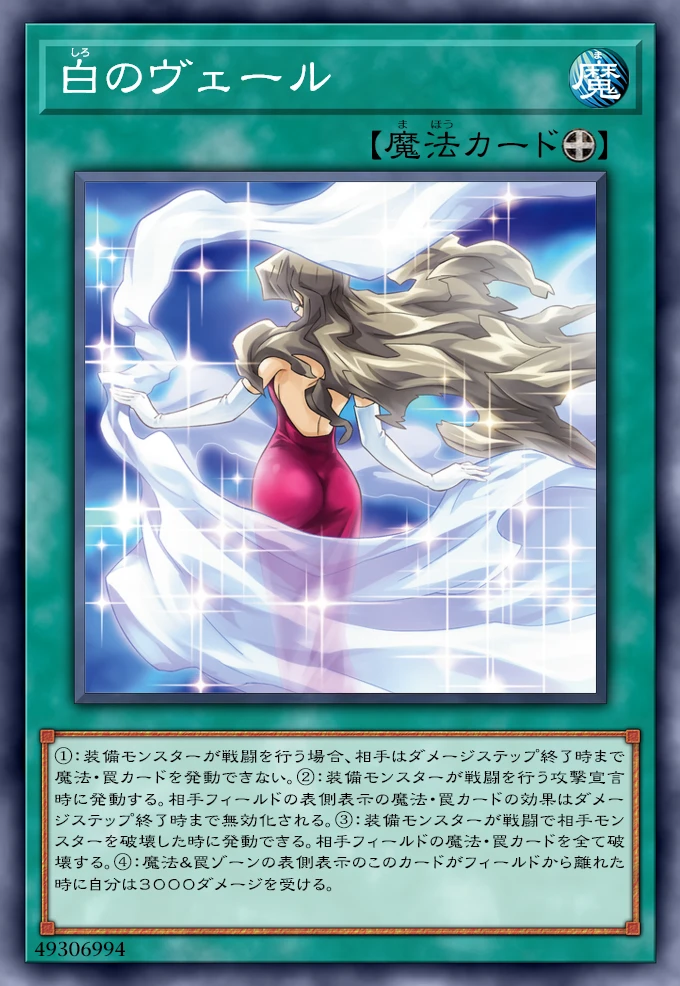 しろ
白のヴェール
ま
魔
ま ほう
【魔法カード】
①：装備モンスターが戦闘を行う場合、相手はダメージステップ終了時まで
魔法・罠カードを発動できない。②：装備モンスターが戦闘を行う攻撃宣言
時に発動する。相手フィールドの表側表示の魔法・罠カードの効果はダメー
ジステップ終了時まで無効化される。③：装備モンスターが戦闘で相手モン
スターを破壊した時に発動できる。相手フィールドの魔法・罠カードを全て破
壊する。④：魔法&罠ゾーンの表側表示のこのカードがフィールドから離れた
時に自分は３０００ダメージを受ける。
49306994